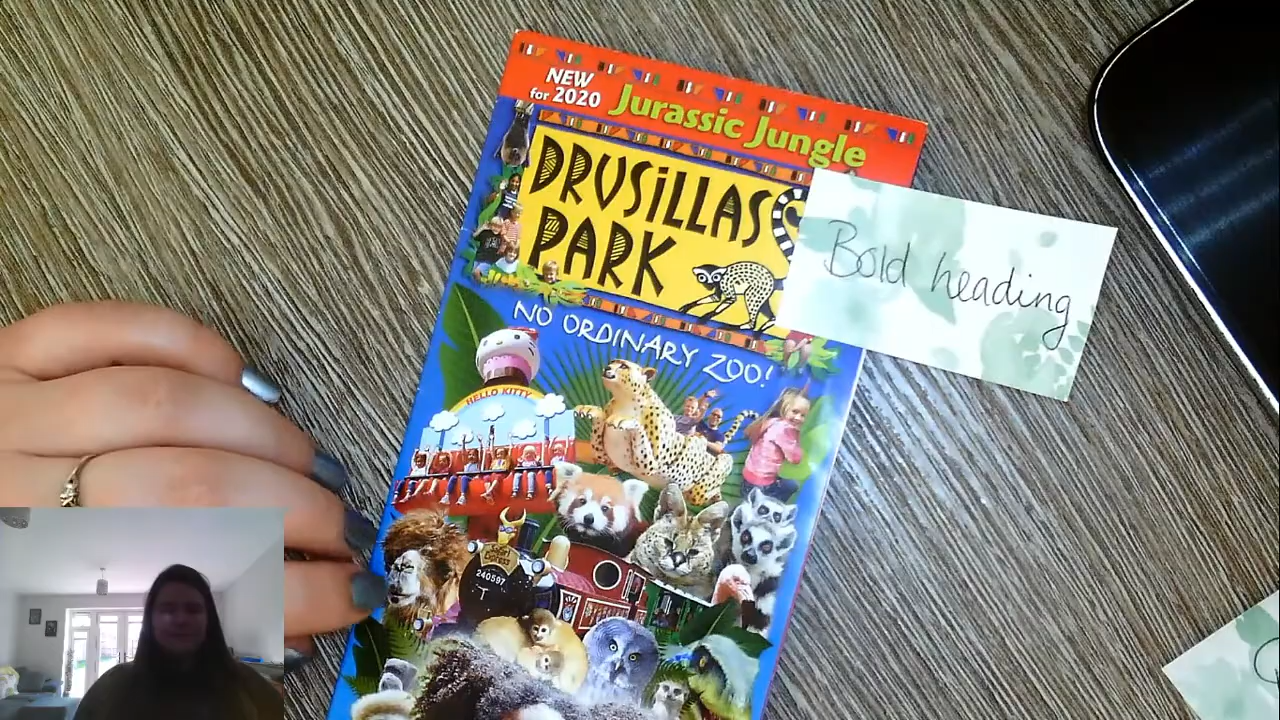 NEW
for 2020
Jurassic Jungle
DRUSiLLAS
PARK
Bold heading
NO ORDINARY ZOO!
HELLO KITTY
240597